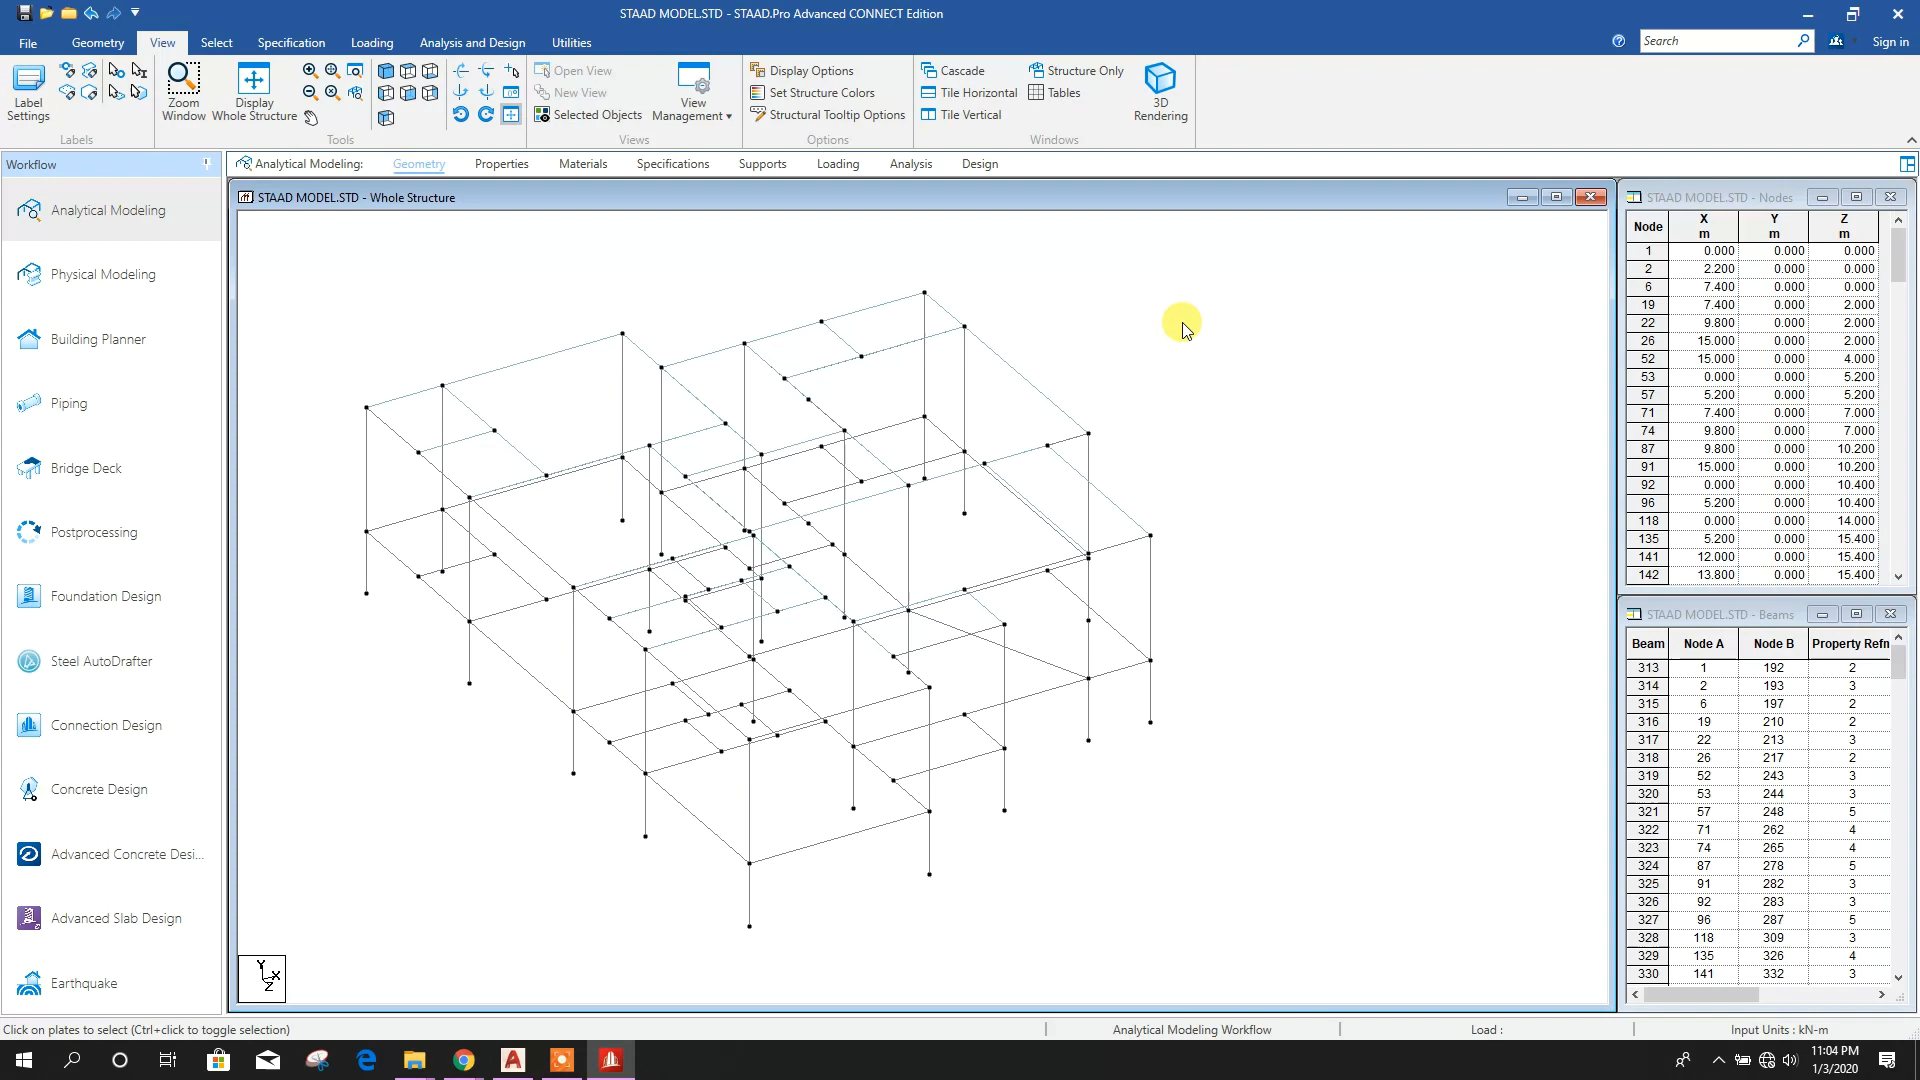 STAAD MODEL.STD - STAAD.Pro Advanced CONNECT Edition
File Geometry View Select Specification Loading Analysis and Design Utilities Search Sign in
Label Settings
Labels
Zoom Window
Display Whole Structure
Tools
Open View
New View
Selected Objects
View Management
Views
Display Options
Set Structure Colors
Structural Tooltip Options
Options
Cascade
Tile Horizontal
Tile Vertical
Structure Only
Tables
Windows
3D Rendering
Workflow
Analytical Modeling: Geometry Properties Materials Specifications Supports Loading Analysis Design
Analytical Modeling
Physical Modeling
Building Planner
Piping
Bridge Deck
Postprocessing
Foundation Design
Steel AutoDrafter
Connection Design
Concrete Design
Advanced Concrete Desi...
Advanced Slab Design
Earthquake
STAAD MODEL.STD - Whole Structure
Y
X
Z
STAAD MODEL.STD - Nodes
Node X m Y m Z m
1 0.000 0.000 0.000
2 2.200 0.000 0.000
6 7.400 0.000 0.000
19 7.400 0.000 2.000
22 9.800 0.000 2.000
26 15.000 0.000 2.000
52 15.000 0.000 4.000
53 0.000 0.000 5.200
57 5.200 0.000 5.200
71 7.400 0.000 7.000
74 9.800 0.000 7.000
87 9.800 0.000 10.200
91 15.000 0.000 10.200
92 0.000 0.000 10.400
96 5.200 0.000 10.400
118 0.000 0.000 14.000
135 5.200 0.000 15.400
141 12.000 0.000 15.400
142 13.800 0.000 15.400
STAAD MODEL.STD - Beams
Beam Node A Node B Property Refn
313 1 192 2
314 2 193 3
315 6 197 2
316 19 210 2
317 22 213 3
318 26 217 2
319 52 243 3
320 53 244 3
321 57 248 5
322 71 262 4
323 74 265 4
324 87 278 5
325 91 282 3
326 92 283 3
327 96 287 5
328 118 309 3
329 135 326 4
330 141 332 3
Click on plates to select (Ctrl+click to toggle selection) Analytical Modeling Workflow Load : Input Units : kN-m
11:04 PM
1/3/2020